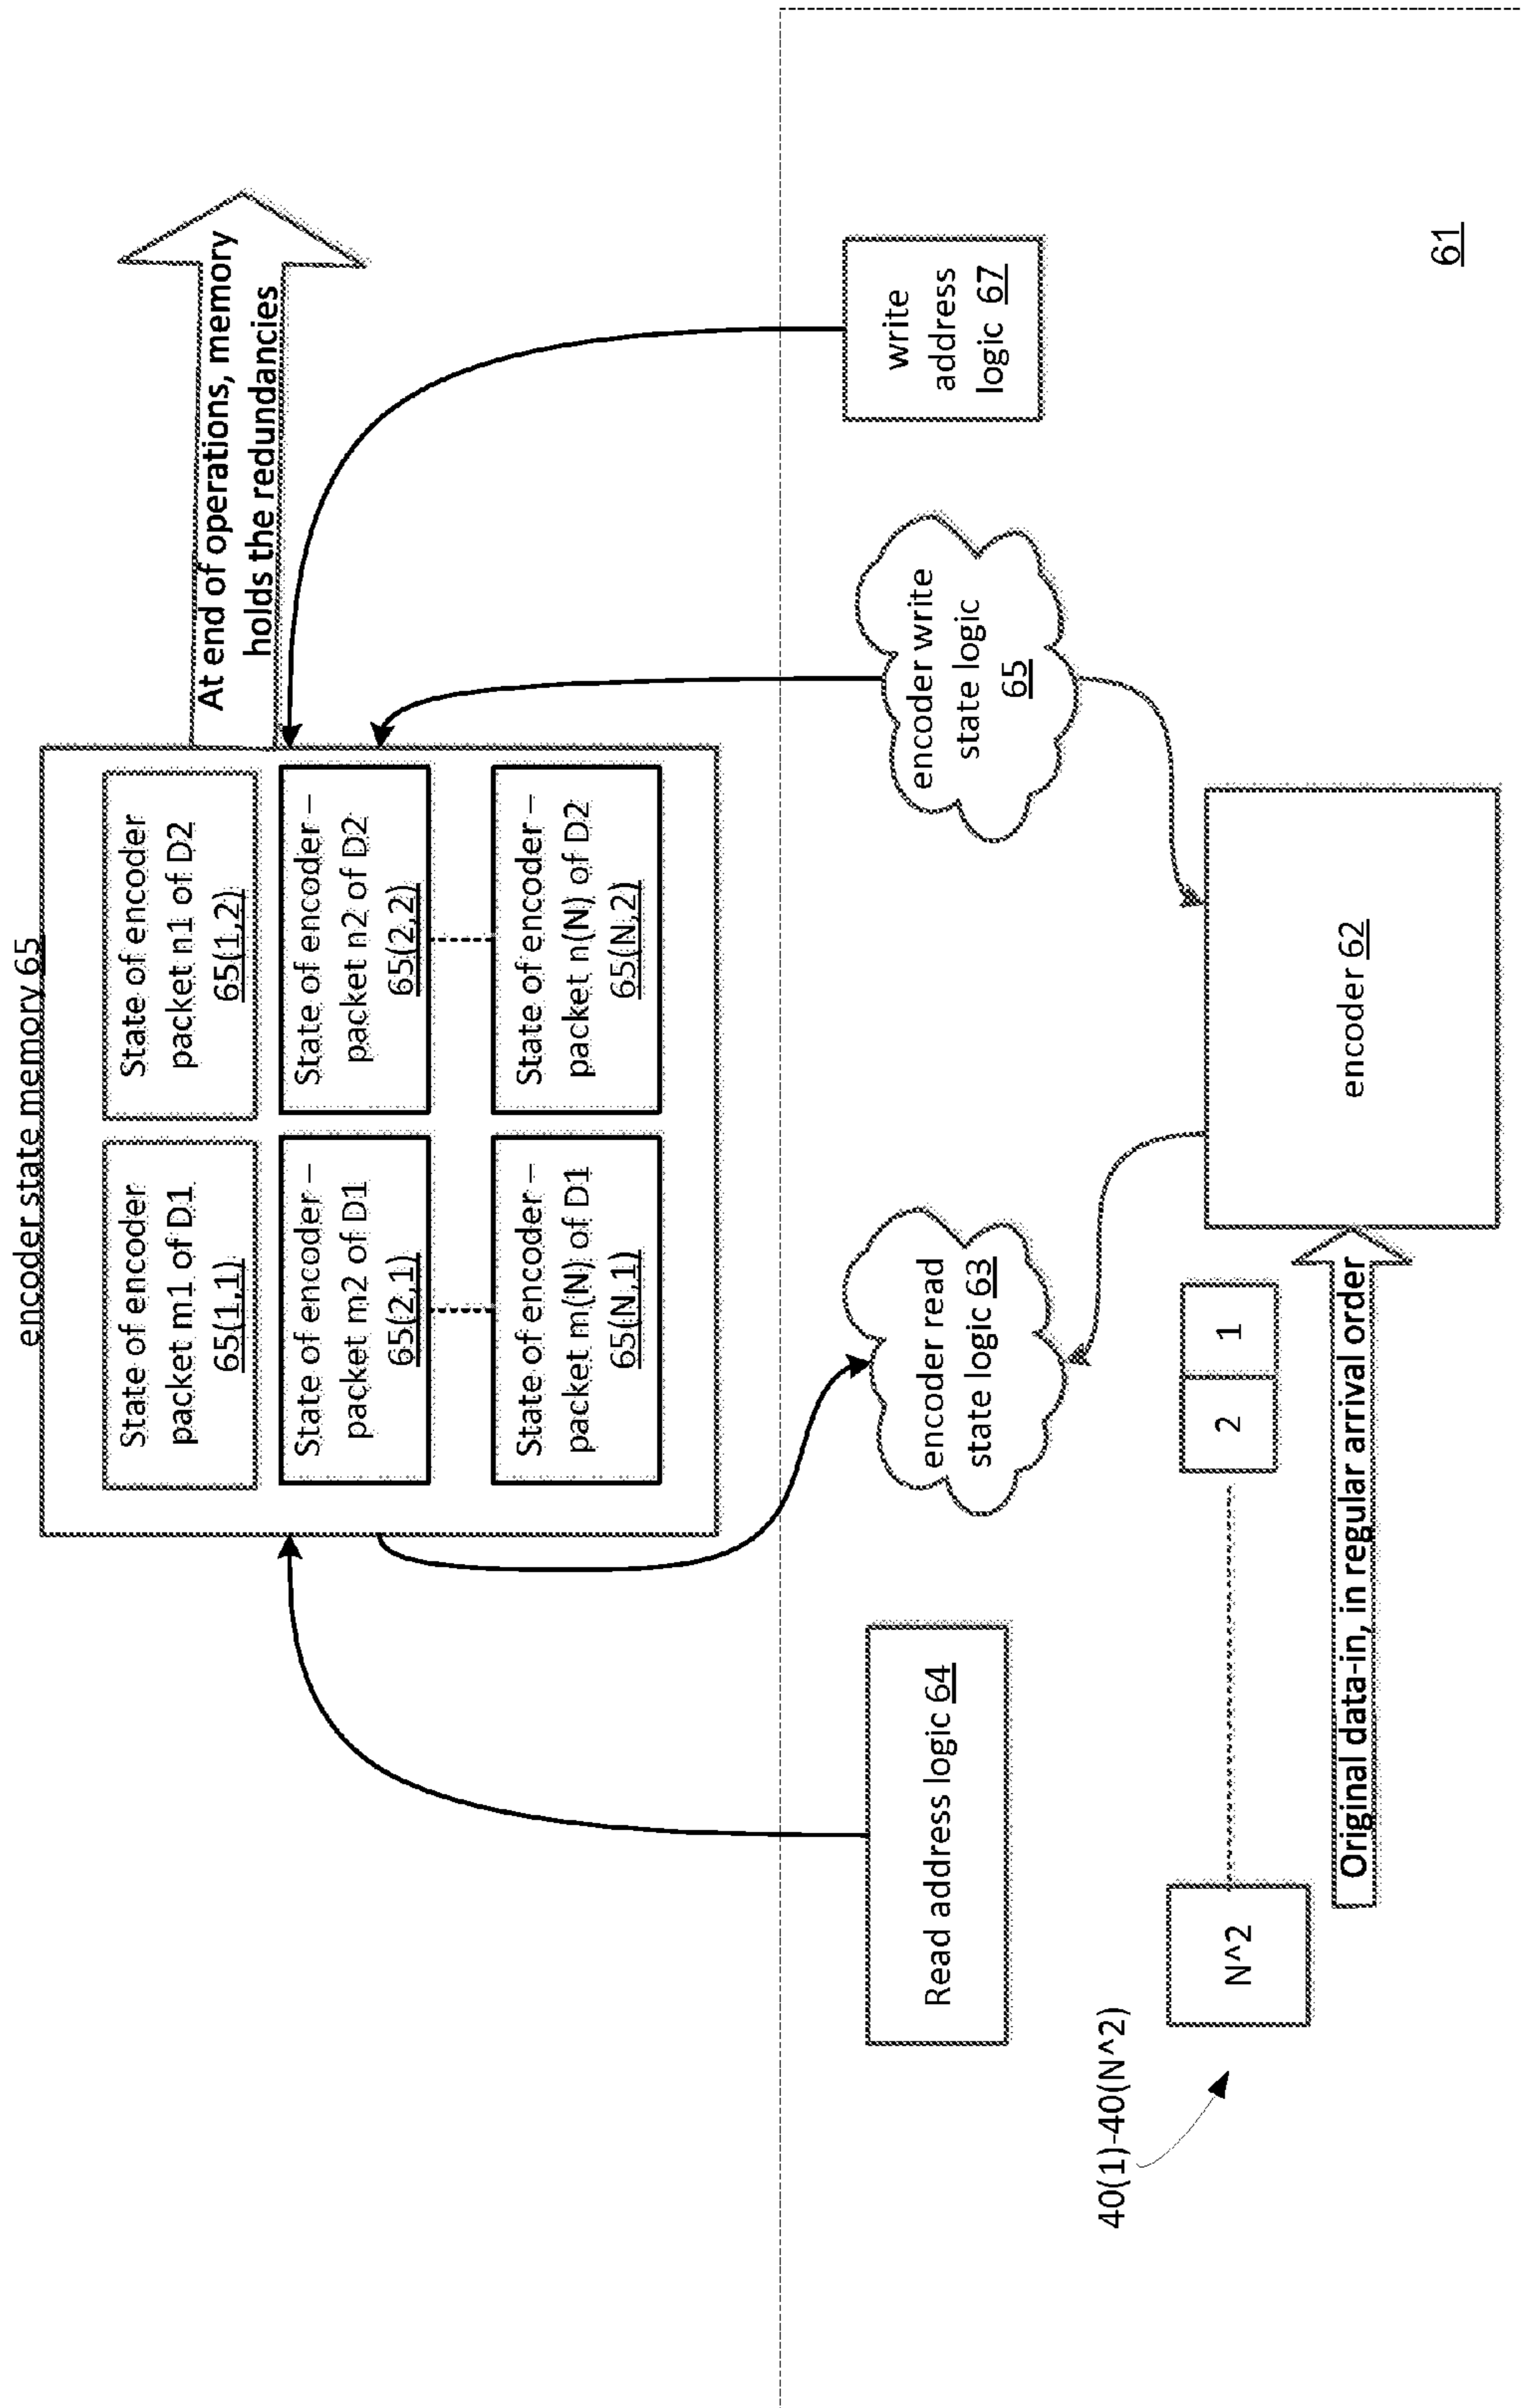 encoder state memory 65
State of encoder
packet m1 of D1
65(1,1)
State of encoder
packet n1 of D2
65(1,2)
State of encoder –
packet m2 of D1
65(2,1)
State of encoder –
packet n2 of D2
65(2,2)
State of encoder –
packet m(N) of D1
65(N,1)
State of encoder –
packet n(N) of D2
65(N,2)
At end of operations, memory
holds the redundancies
Read address logic 64
encoder read
state logic 63
encoder write
state logic
65
write
address
logic 67
40(1)-40(N^2)
N^2
2
1
Original data-in, in regular arrival order
encoder 62
61